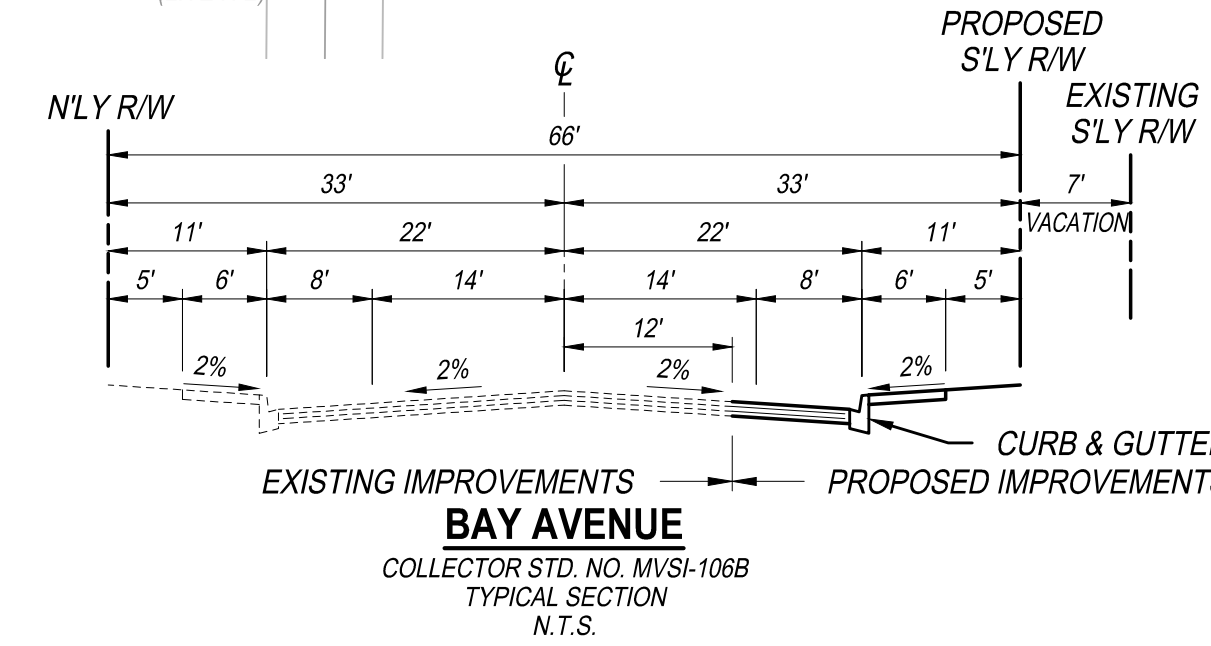 PROPOSED
S'LY R/W
℄
EXISTING
S'LY R/W
N'LY R/W
66'
33' 33' 7'
11' 22' 22' 11' VACATION
5' 6' 8' 14' 14' 8' 6' 5'
12'
2% 2% 2% 2%
CURB & GUTTE
EXISTING IMPROVEMENTS PROPOSED IMPROVEMENTS
BAY AVENUE
COLLECTOR STD. NO. MVSI-106B
TYPICAL SECTION
N.T.S.